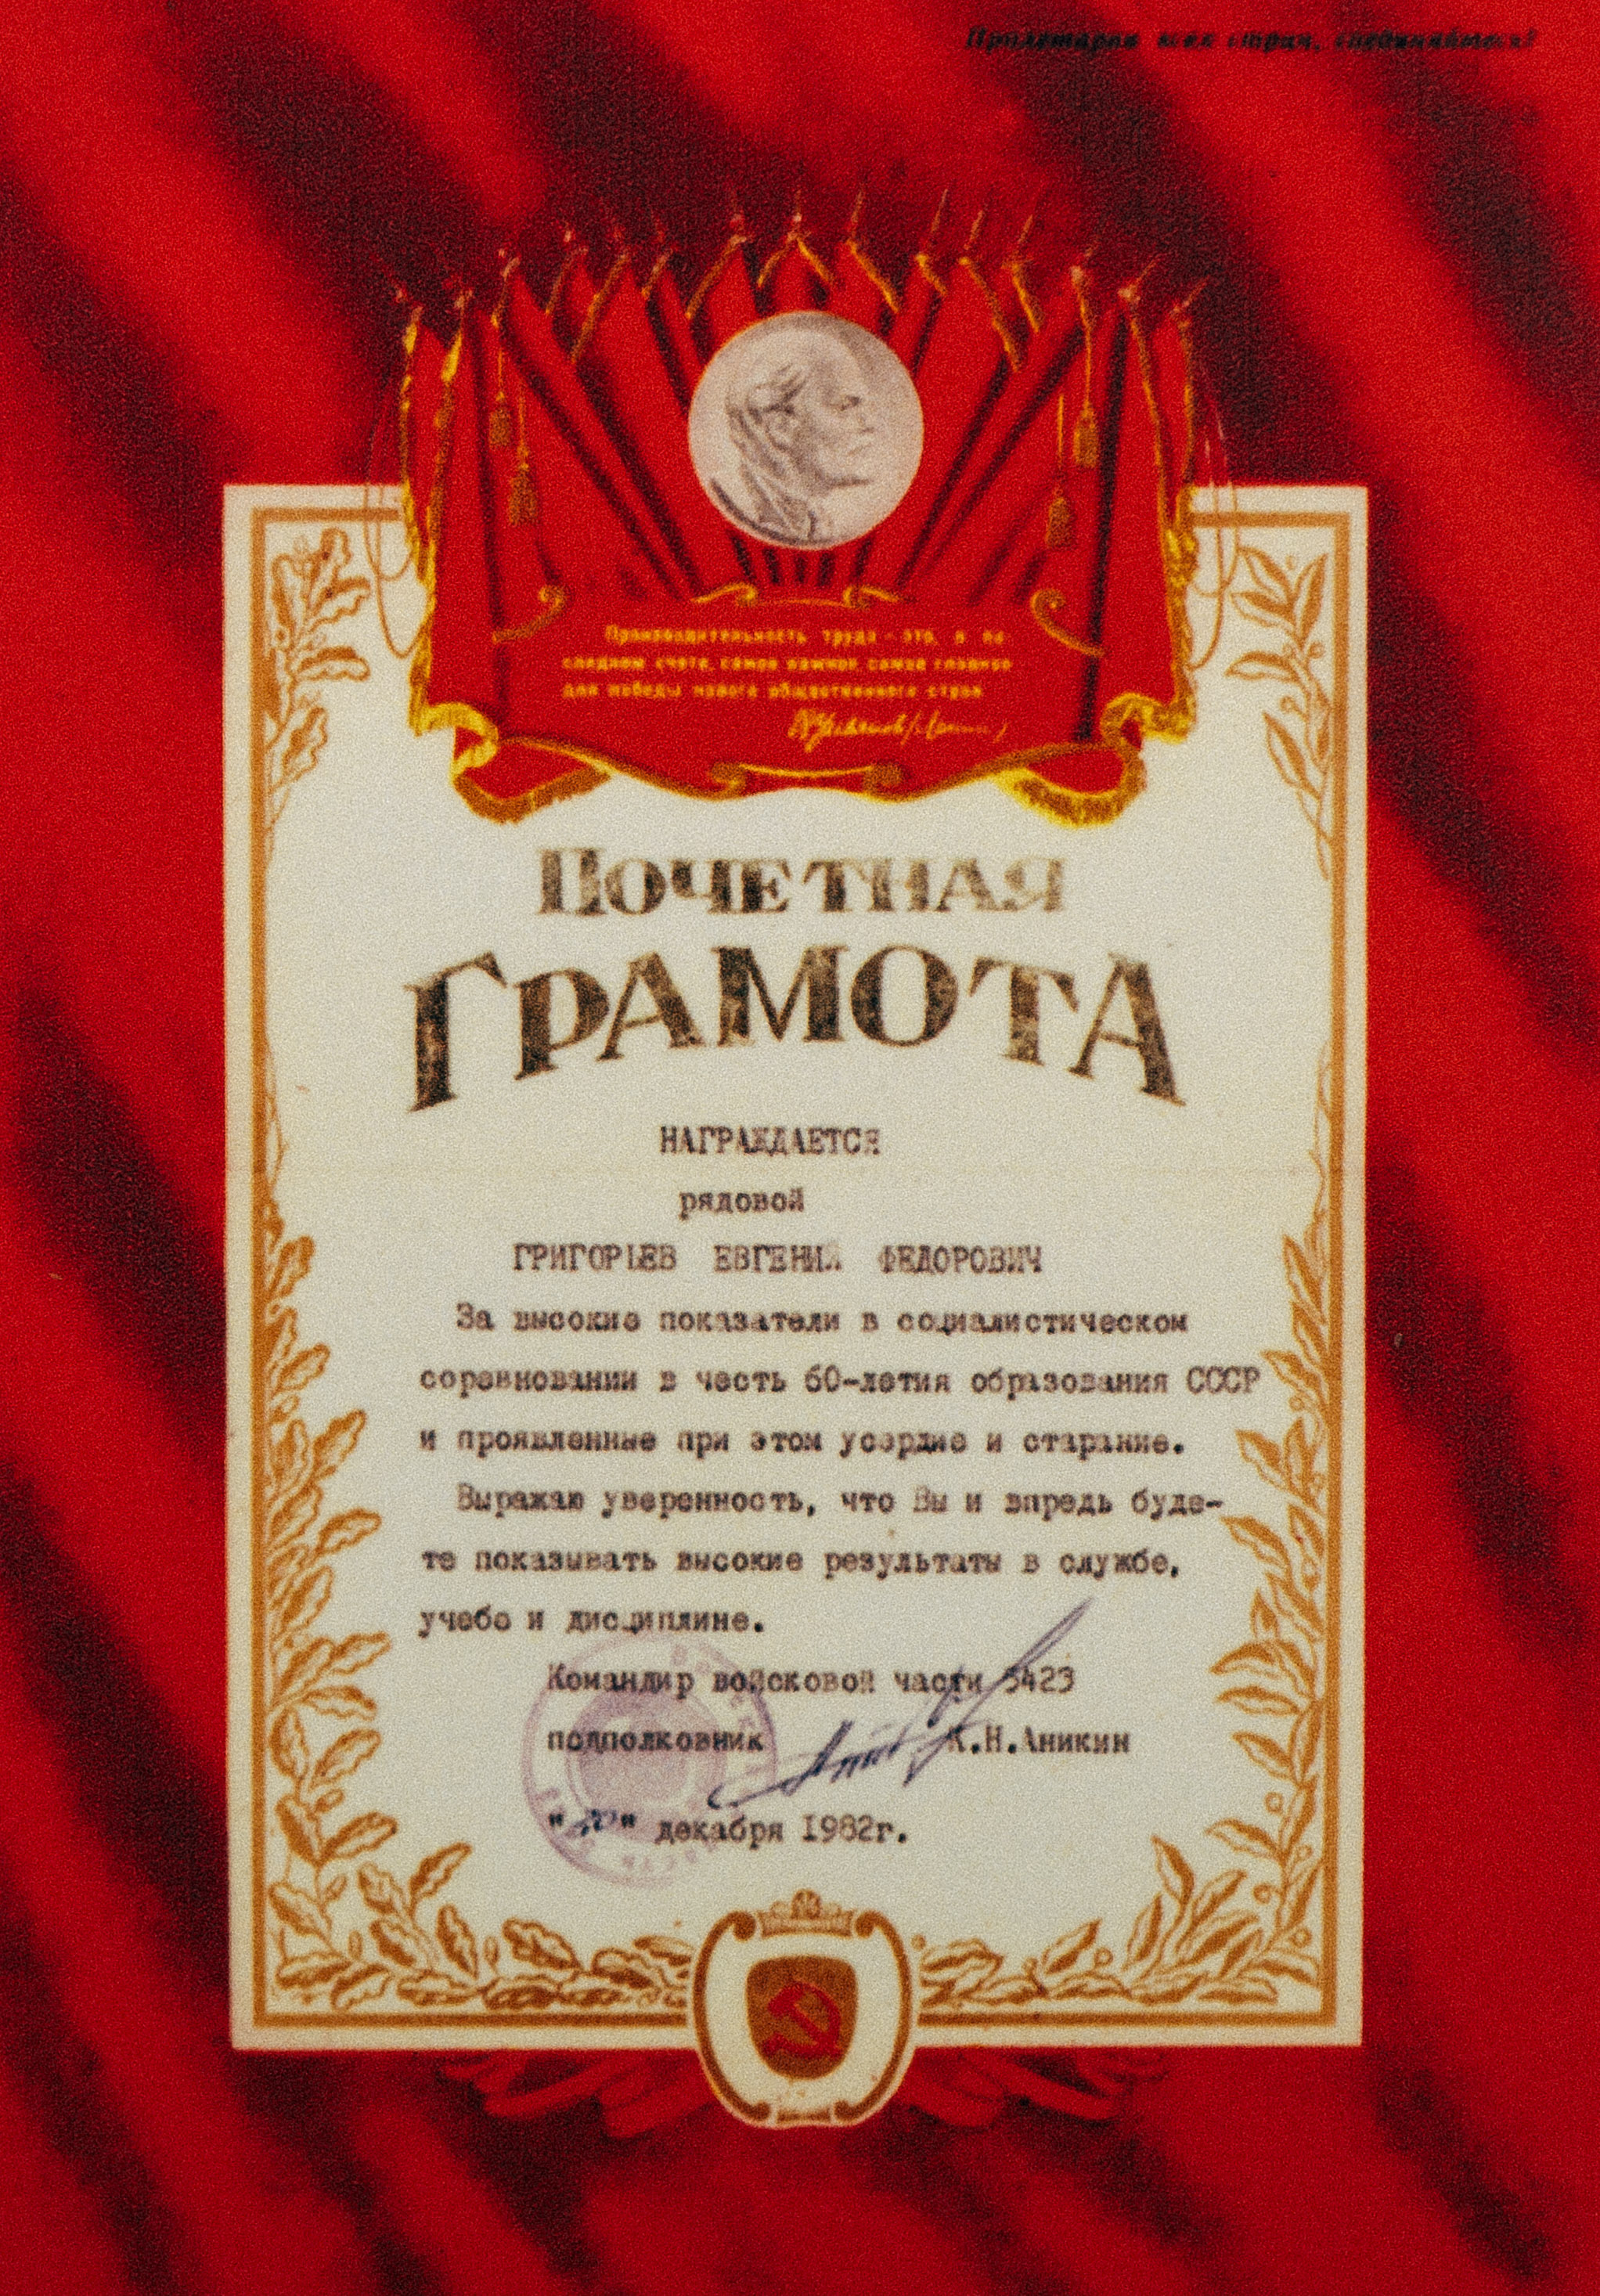 Пролетарии всех стран, соединяйтесь!
Производительность труда - это, в по-
следнем счете, самое важное, самое главное
для победы нового общественного строя
В Ульянов (Ленин)
ПОЧЕТНАЯ
ГРАМОТА
НАГРАЖДАЕТСЯ
рядовой
ГРИГОРЬЕВ ЕВГЕНИЙ ФЕДОРОВИЧ
За высокие показатели в социалистическом
соревновании в честь 60-летия образования СССР
и проявленные при этом усердие и старание.
Выражаю уверенность, что Вы и впредь буде-
те показывать высокие результаты в службе,
учебе и дисциплине.
Командир войсковой части 5423
подполковник К.Н.Аникин
" " декабря 1982г.